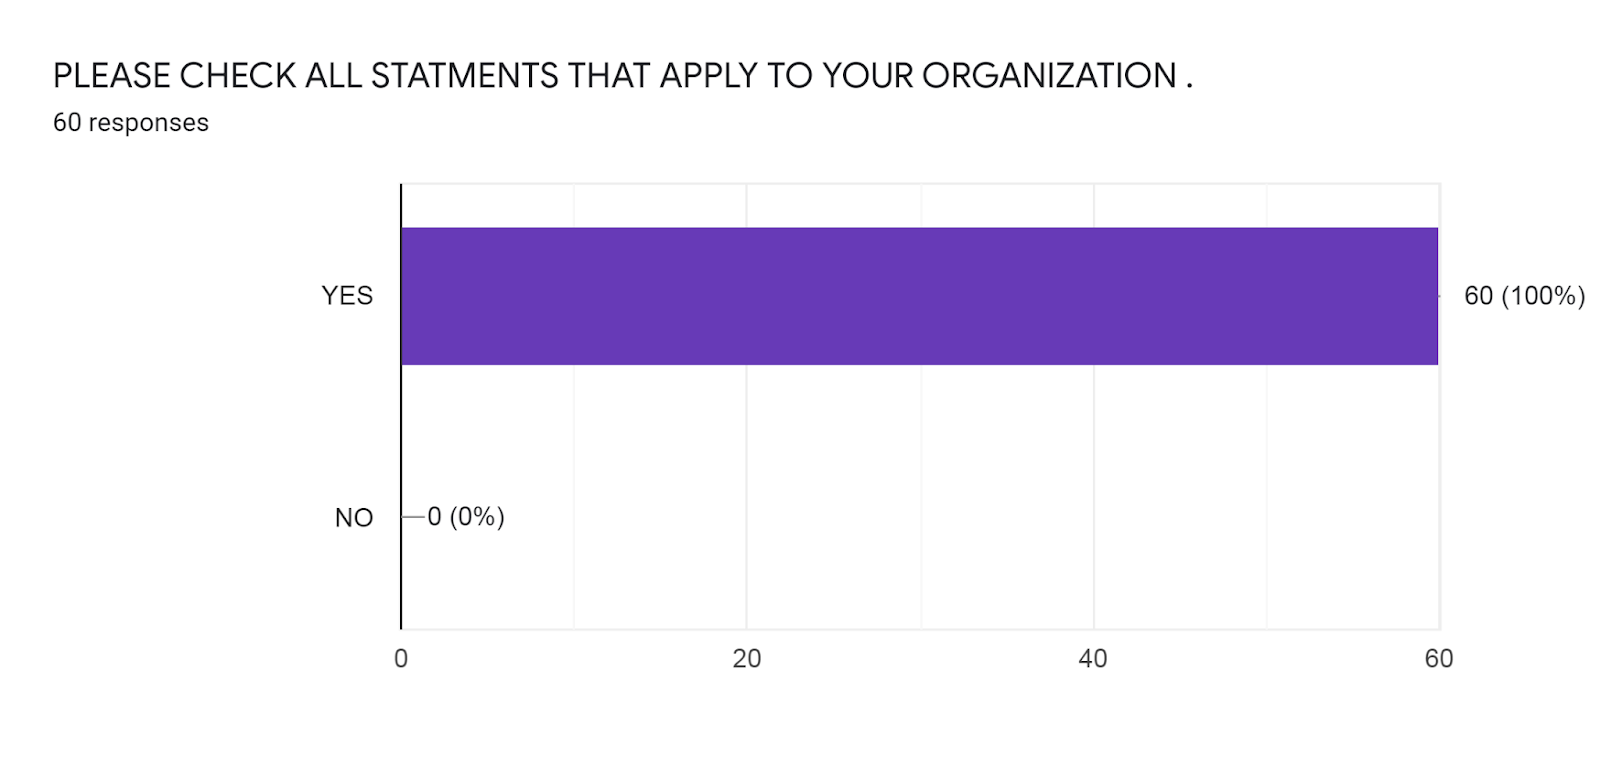 PLEASE CHECK ALL STATMENTS THAT APPLY TO YOUR ORGANIZATION .
60 responses
YES
60 (100%)
NO
0 (0%)
0
20
40
60